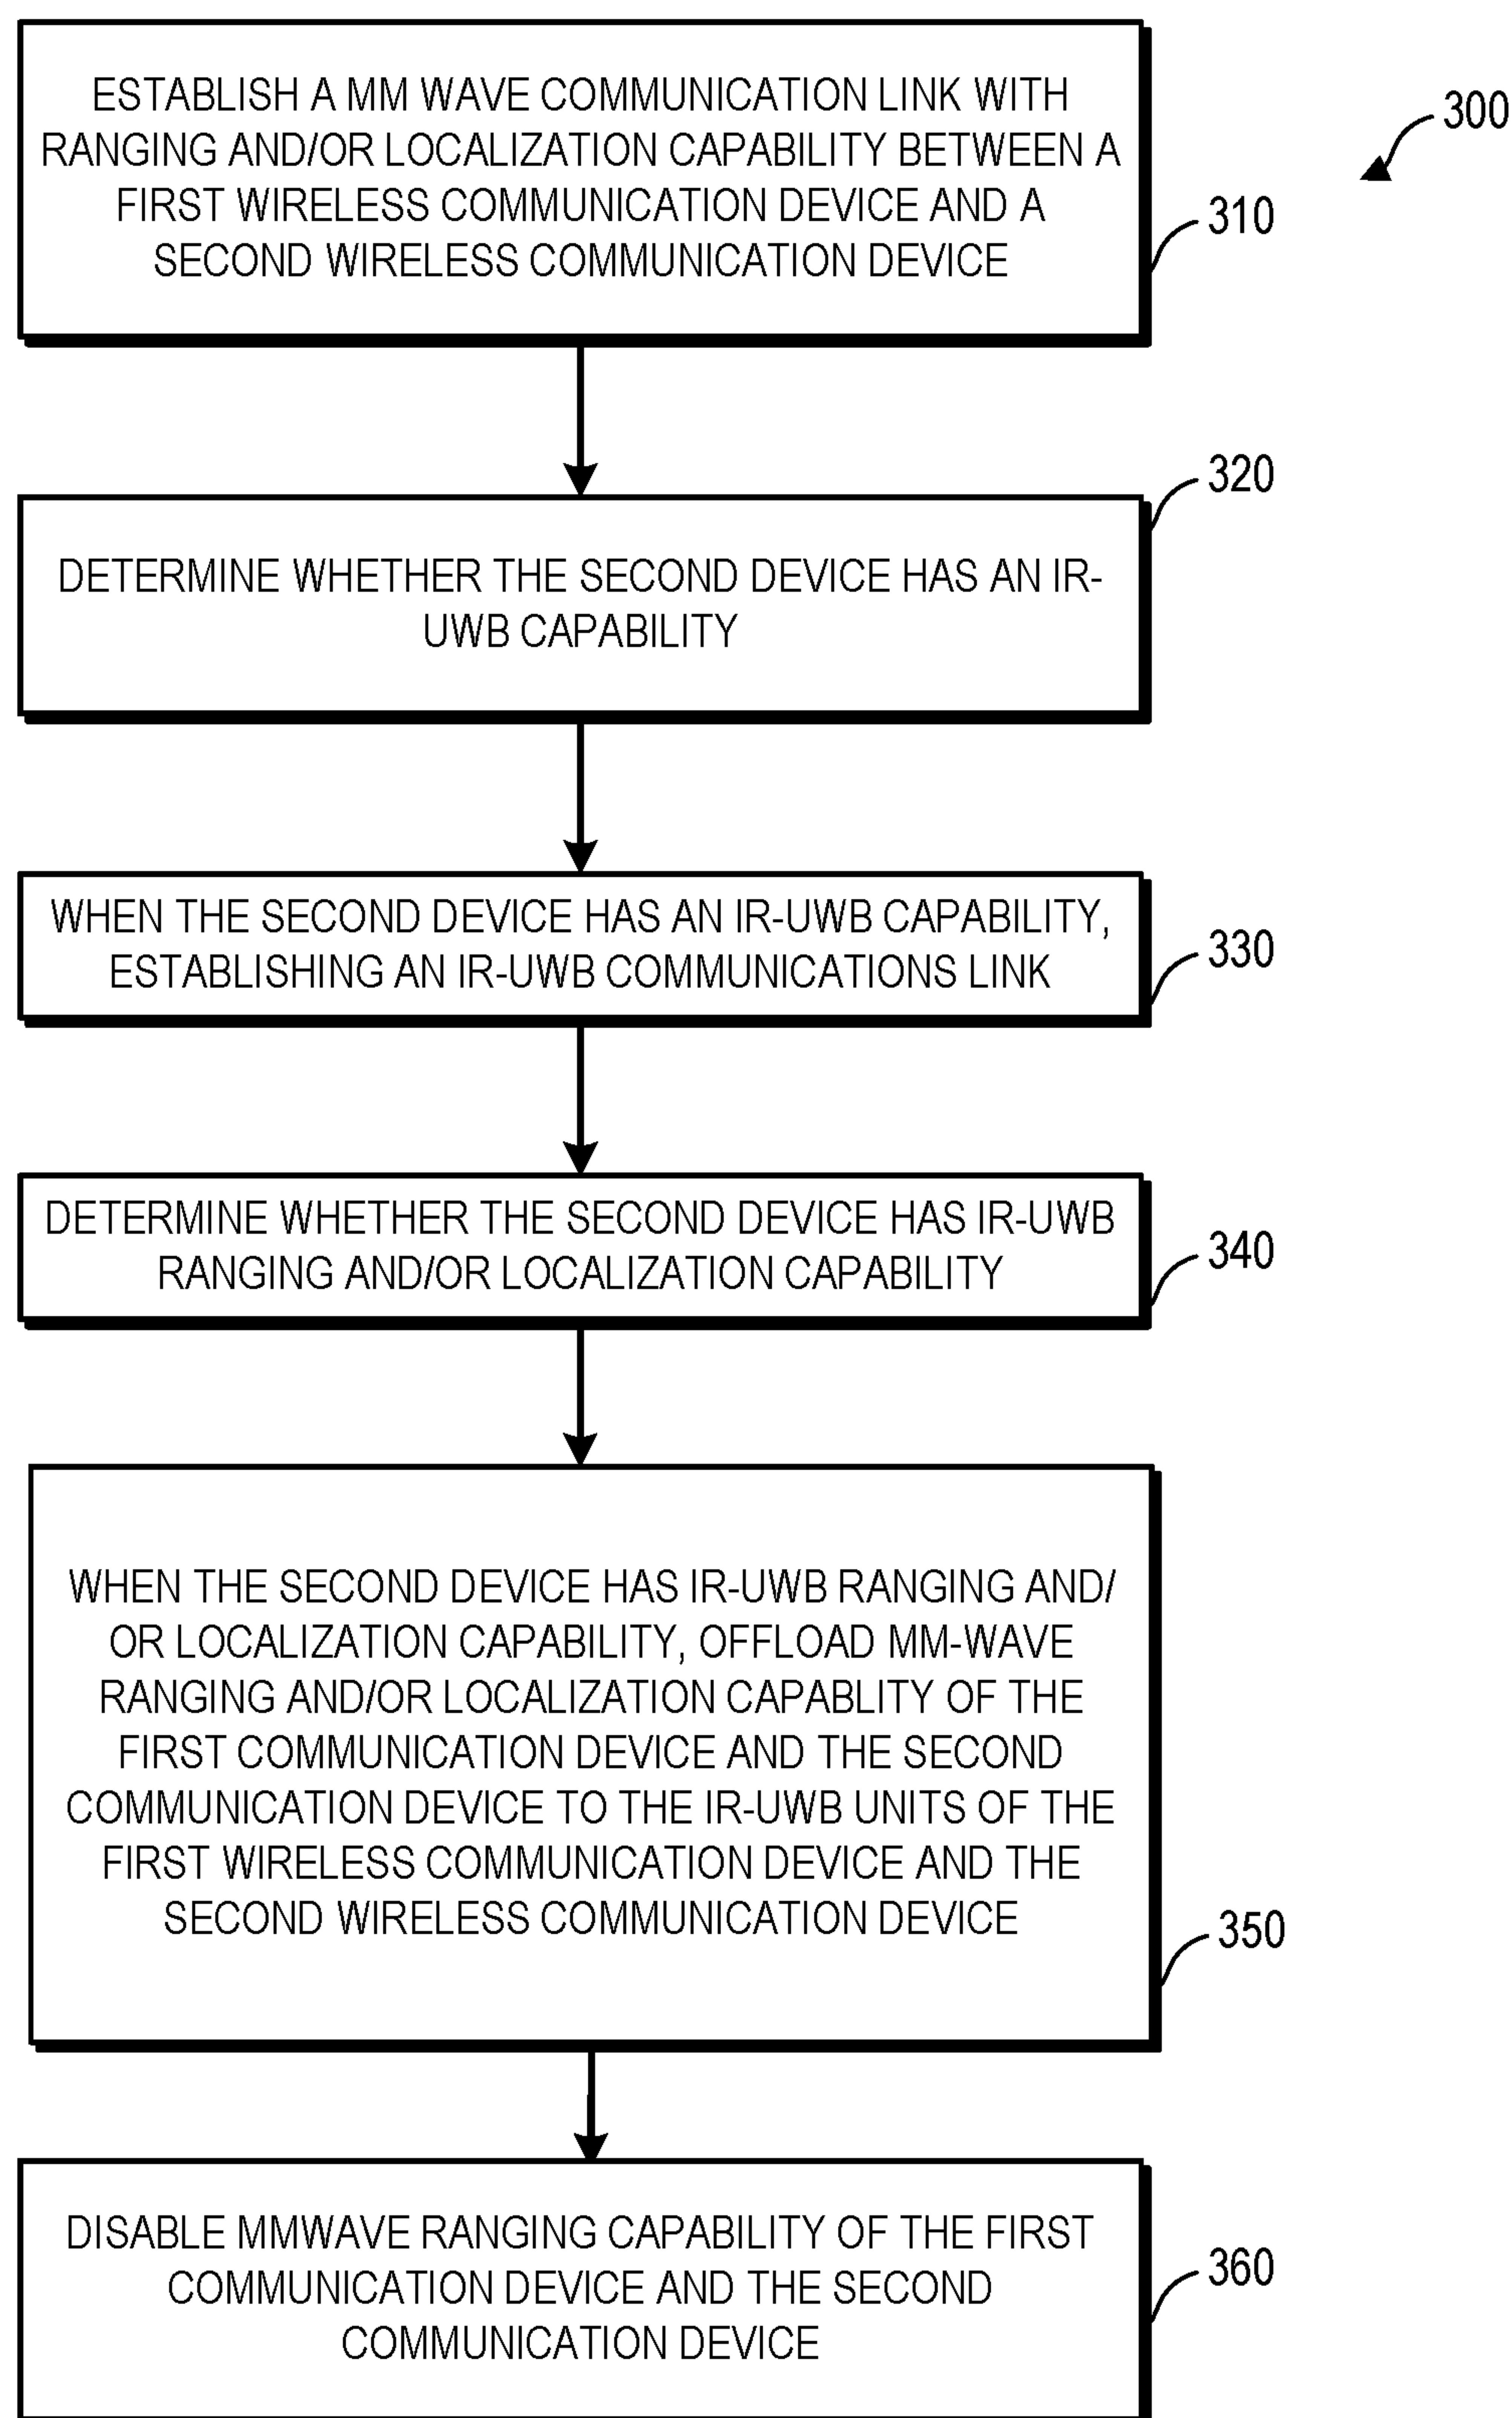 ESTABLISH A MM WAVE COMMUNICATION LINK WITH
RANGING AND/OR LOCALIZATION CAPABILITY BETWEEN A
FIRST WIRELESS COMMUNICATION DEVICE AND A
SECOND WIRELESS COMMUNICATION DEVICE
300
310
320
DETERMINE WHETHER THE SECOND DEVICE HAS AN IR-
UWB CAPABILITY
WHEN THE SECOND DEVICE HAS AN IR-UWB CAPABILITY,
ESTABLISHING AN IR-UWB COMMUNICATIONS LINK
330
DETERMINE WHETHER THE SECOND DEVICE HAS IR-UWB
RANGING AND/OR LOCALIZATION CAPABILITY
340
WHEN THE SECOND DEVICE HAS IR-UWB RANGING AND/
OR LOCALIZATION CAPABILITY, OFFLOAD MM-WAVE
RANGING AND/OR LOCALIZATION CAPABLITY OF THE
FIRST COMMUNICATION DEVICE AND THE SECOND
COMMUNICATION DEVICE TO THE IR-UWB UNITS OF THE
FIRST WIRELESS COMMUNICATION DEVICE AND THE
SECOND WIRELESS COMMUNICATION DEVICE
350
DISABLE MMWAVE RANGING CAPABILITY OF THE FIRST
COMMUNICATION DEVICE AND THE SECOND
COMMUNICATION DEVICE
360